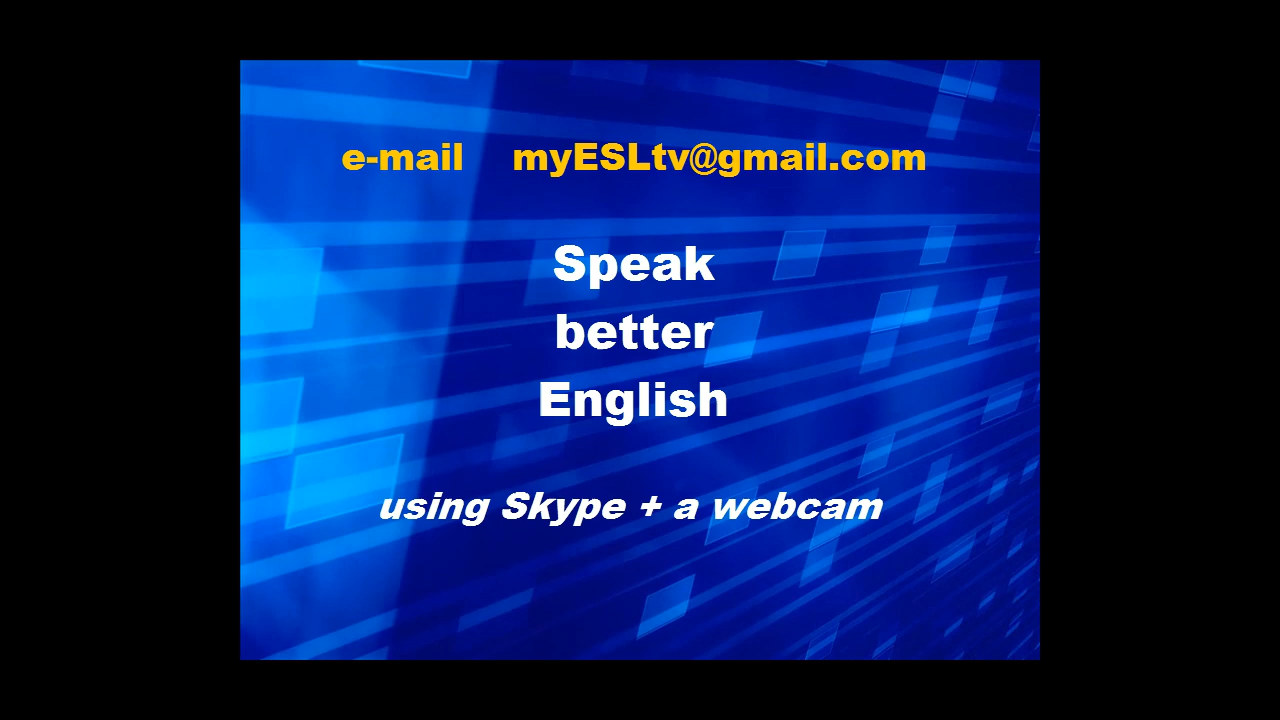 e-mail myESLtv@gmail.com
Speak
better
English
using Skype + a webcam